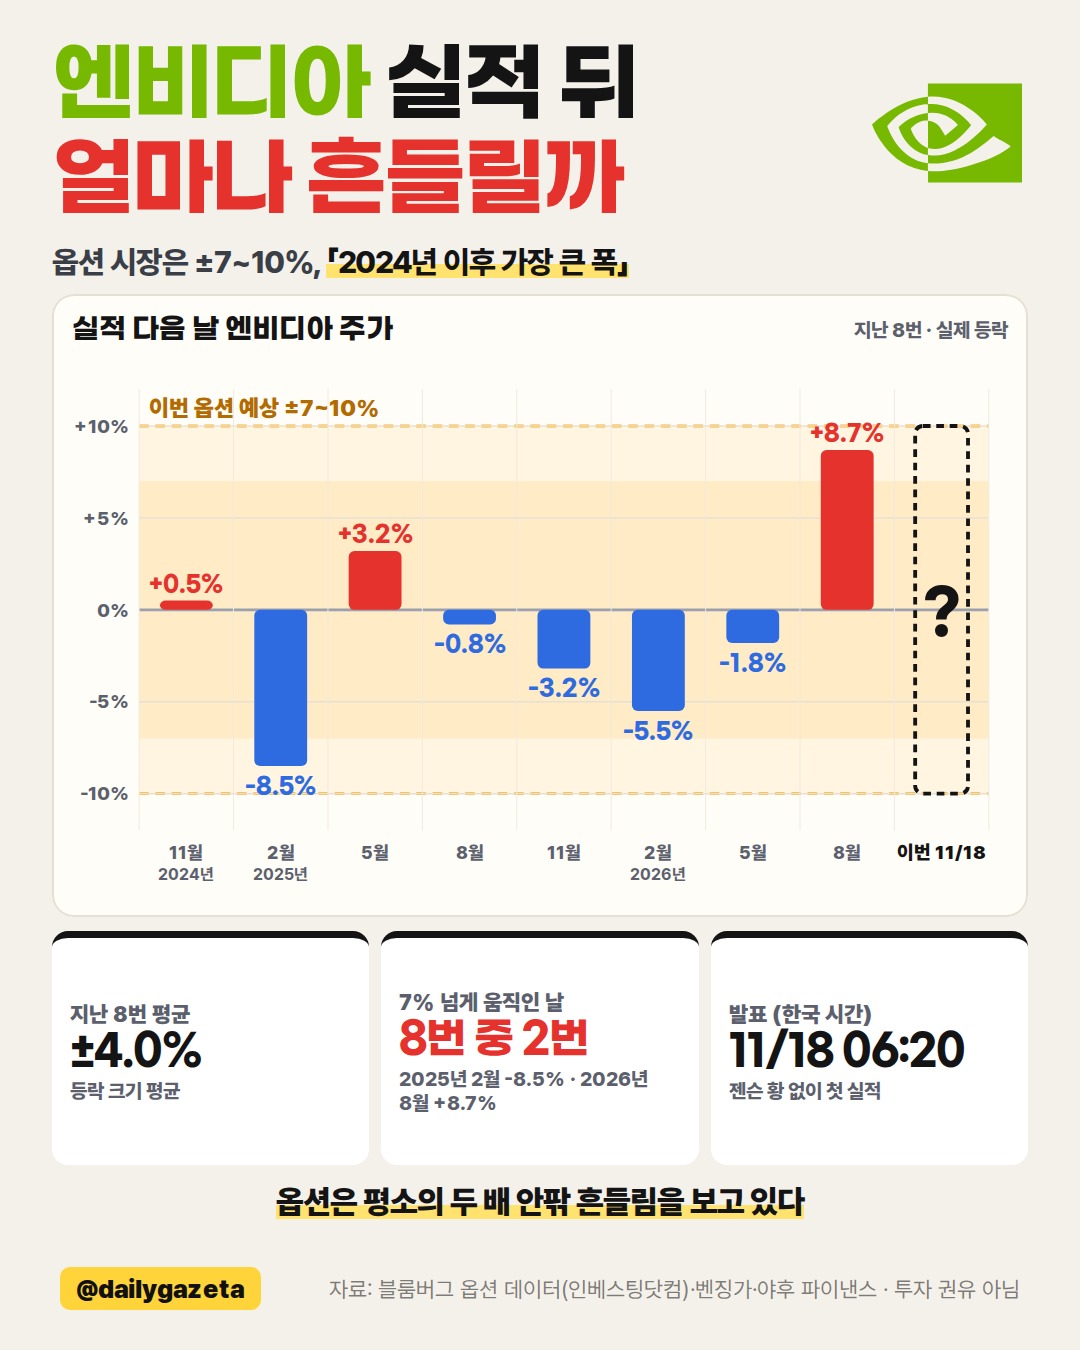 엔비디아 실적 뒤
얼마나 흔들릴까
옵션 시장은 ±7~10%, 「2024년 이후 가장 큰 폭」
실적 다음 날 엔비디아 주가
지난 8번 · 실제 등락
이번 옵션 예상 ±7~10%
+10%
+5%
0%
-5%
-10%
+0.5%
-8.5%
+3.2%
-0.8%
-3.2%
-5.5%
-1.8%
+8.7%
?
11월
2024년
2월
2025년
5월
8월
11월
2월
2026년
5월
8월
이번 11/18
지난 8번 평균
±4.0%
등락 크기 평균
7% 넘게 움직인 날
8번 중 2번
2025년 2월 -8.5% · 2026년
8월 +8.7%
발표 (한국 시간)
11/18 06:20
젠슨 황 없이 첫 실적
옵션은 평소의 두 배 안팎 흔들림을 보고 있다
@dailygazeta
자료: 블룸버그 옵션 데이터(인베스팅닷컴)·벤징가·야후 파이낸스 · 투자 권유 아님